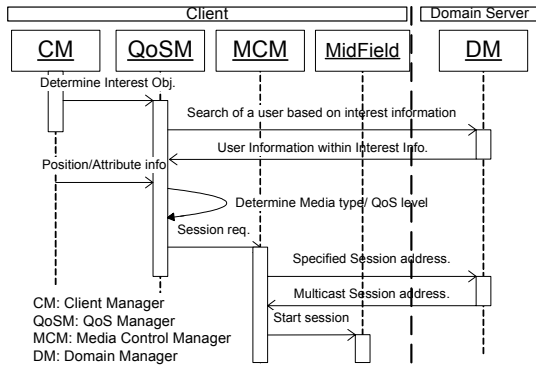 Client
Domain Server
CM
QoSM
MCM
MidField
DM
Determine Interest Obj.
Search of a user based on interest information
User Information within Interest Info.
Position/Attribute info
Determine Media type/ QoS level
Session req.
Specified Session address.
Multicast Session address.
Start session
CM: Client Manager
QoSM: QoS Manager
MCM: Media Control Manager
DM: Domain Manager